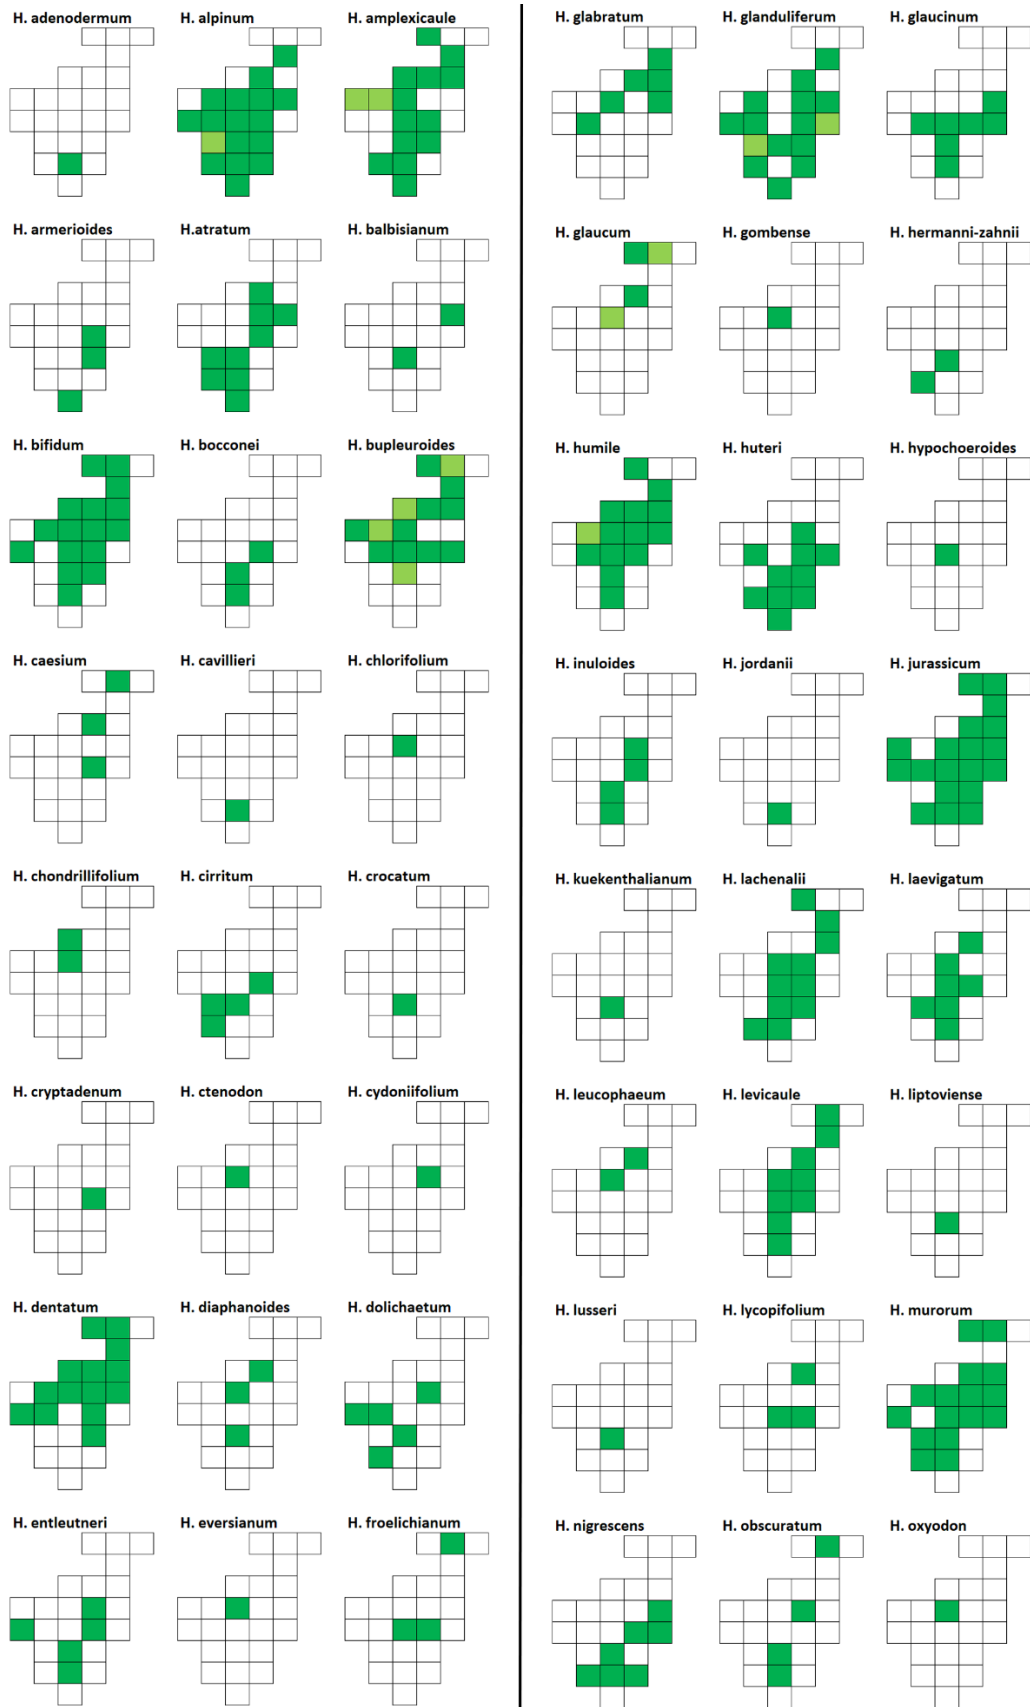 H. adenodermum
H. alpinum
H. amplexicaule
H. armerioides
H.atratum
H. balbisianum
H. bifidum
H. bocconei
H. bupleuroides
H. caesium
H. cavillieri
H. chlorifolium
H. chondrillifolium
H. cirritum
H. crocatum
H. cryptadenum
H. ctenodon
H. cydoniifolium
H. dentatum
H. diaphanoides
H. dolichaetum
H. entleutneri
H. eversianum
H. froelichianum
H. glabratum
H. glanduliferum
H. glaucinum
H. glaucum
H. gombense
H. hermanni-zahnii
H. humile
H. huteri
H. hypochoeroides
H. inuloides
H. jordanii
H. jurassicum
H. kuekenthalianum
H. lachenalii
H. laevigatum
H. leucophaeum
H. levicaule
H. liptoviense
H. lusseri
H. lycopifolium
H. murorum
H. nigrescens
H. obscuratum
H. oxyodon